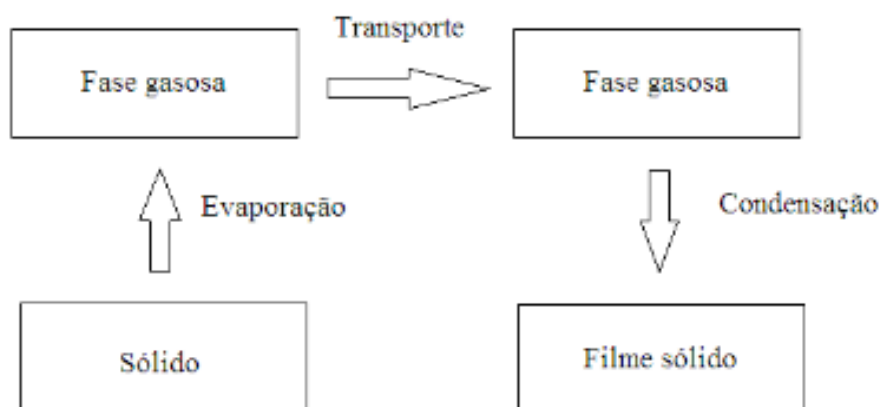 Transporte
Fase gasosa
Fase gasosa
Evaporação
Condensação
Sólido
Filme sólido